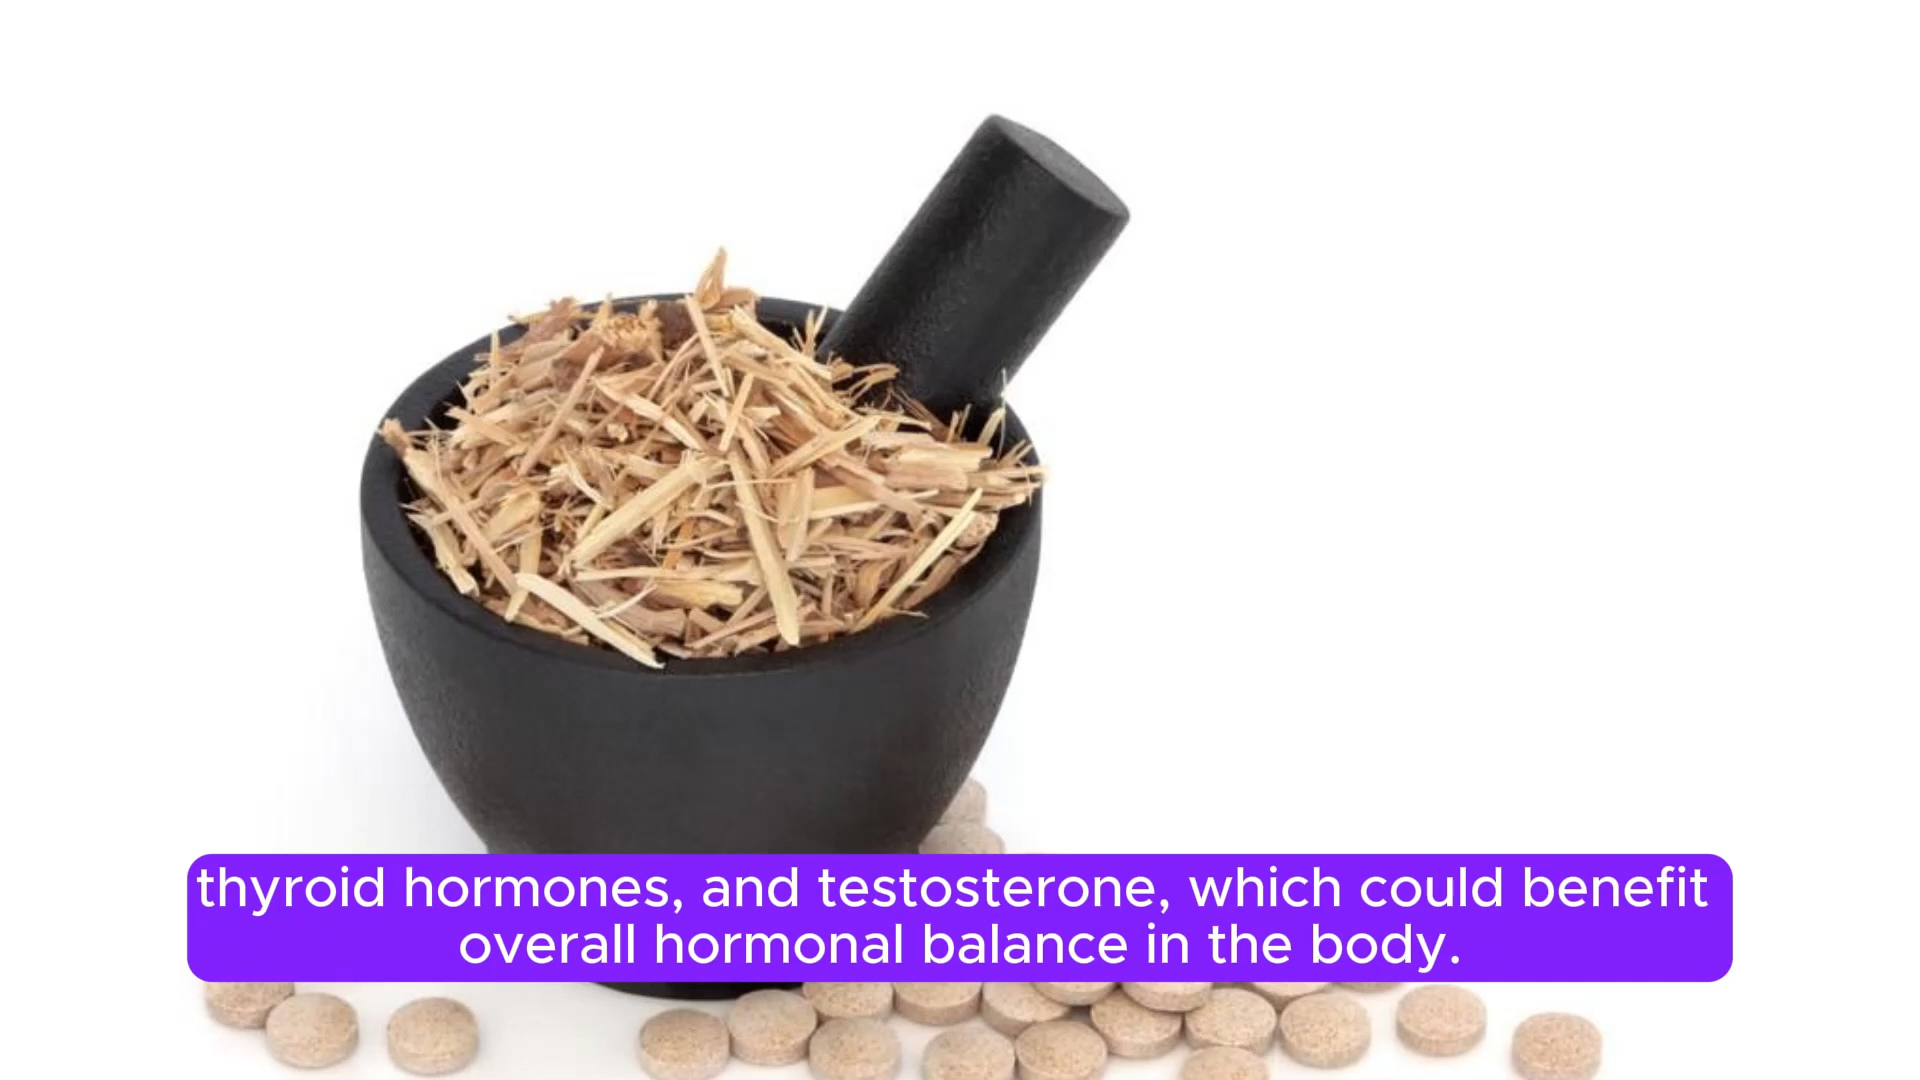 thyroid hormones, and testosterone, which could benefit
overall hormonal balance in the body.